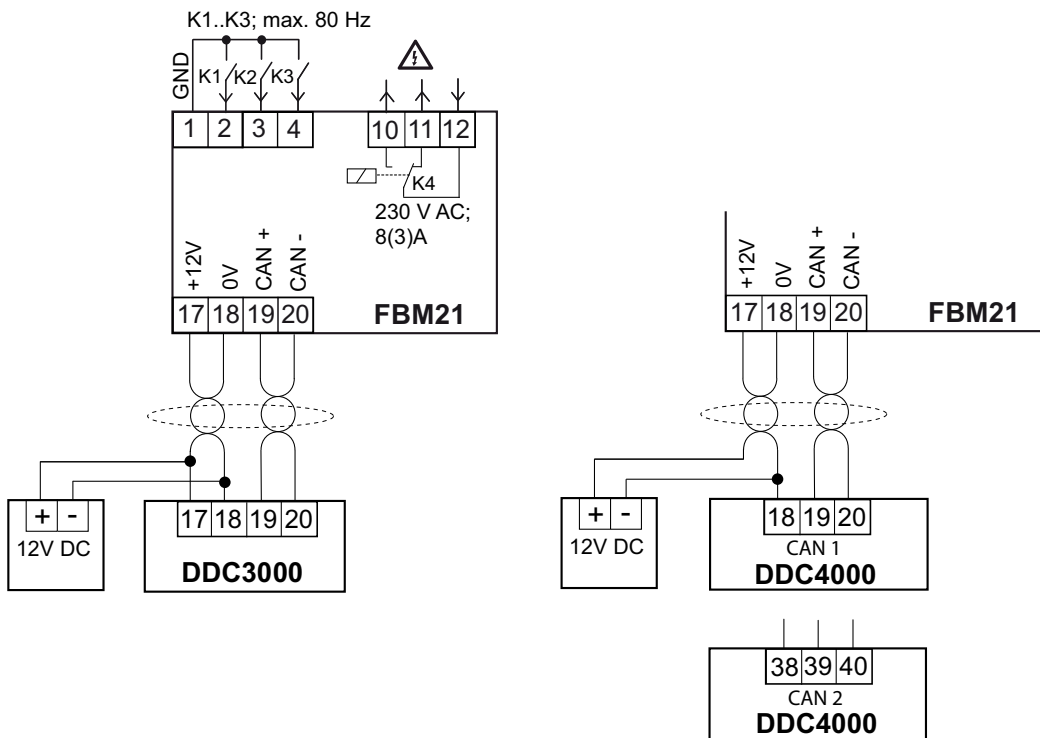 K1..K3; max. 80 Hz
GND
K1 K2 K3
1 2 3 4
10 11 12
K4
230 V AC;
8(3)A
+12V 0V CAN + CAN -
17 18 19 20
FBM21
+ -
12V DC
17 18 19 20
DDC3000
+12V 0V CAN + CAN -
17 18 19 20
FBM21
+ -
12V DC
18 19 20
CAN 1
DDC4000
38 39 40
CAN 2
DDC4000